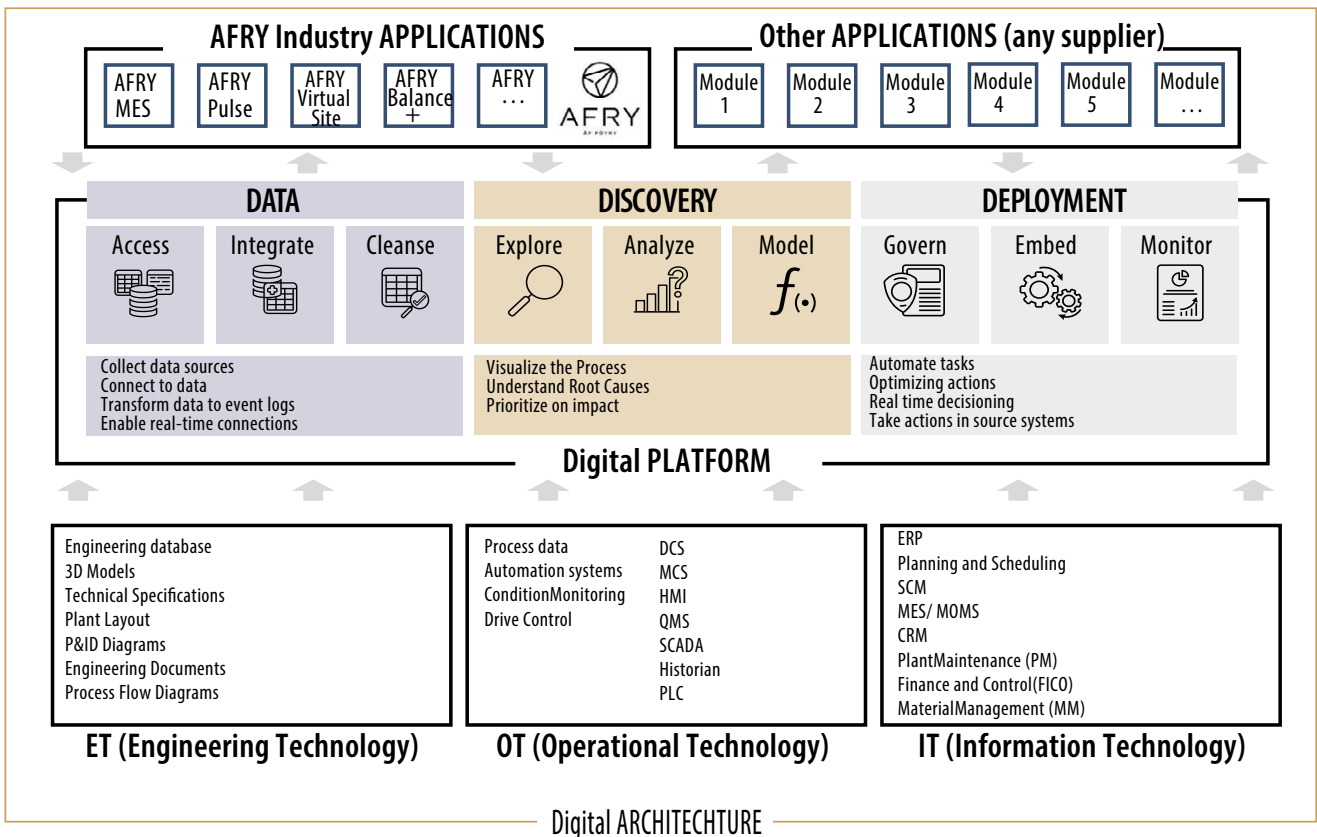 AFRY Industry APPLICATIONS
AFRY
MES
AFRY
Pulse
AFRY
Virtual
Site
AFRY
Balance
+
AFRY
...
AFRY
ÅF PÖYRY
Other APPLICATIONS (any supplier)
Module
1
Module
2
Module
3
Module
4
Module
5
Module
...
DATA
Access
Integrate
Cleanse
Collect data sources
Connect to data
Transform data to event logs
Enable real-time connections
DISCOVERY
Explore
Analyze
Model
?
f(•)
Visualize the Process
Understand Root Causes
Prioritize on impact
DEPLOYMENT
Govern
Embed
Monitor
Automate tasks
Optimizing actions
Real time decisioning
Take actions in source systems
Digital PLATFORM
Engineering database
3D Models
Technical Specifications
Plant Layout
P&ID Diagrams
Engineering Documents
Process Flow Diagrams
ET (Engineering Technology)
Process data
Automation systems
ConditionMonitoring
Drive Control
DCS
MCS
HMI
QMS
SCADA
Historian
PLC
OT (Operational Technology)
ERP
Planning and Scheduling
SCM
MES/ MOMS
CRM
PlantMaintenance (PM)
Finance and Control(FICO)
MaterialManagement (MM)
IT (Information Technology)
Digital ARCHITECHTURE